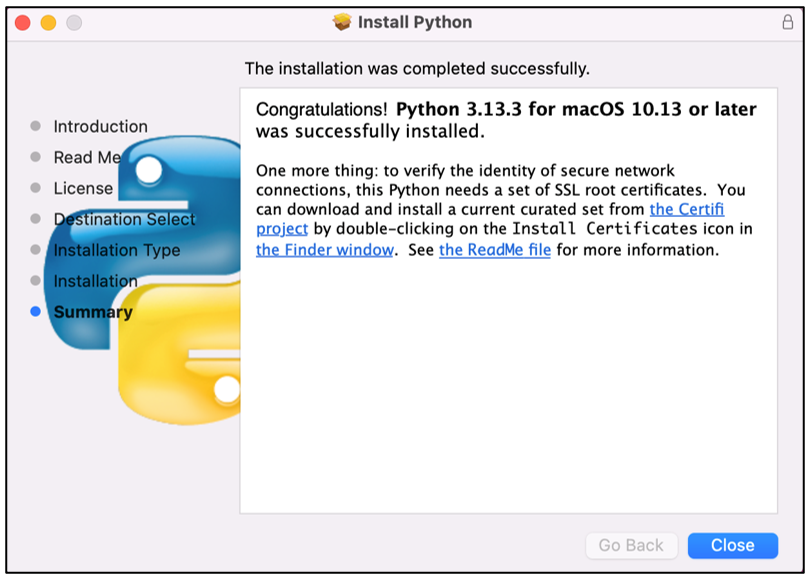 Install Python
The installation was completed successfully.
Introduction
Read Me
License
Destination Select
Installation Type
Installation
Summary
Congratulations! Python 3.13.3 for macOS 10.13 or later
was successfully installed.
One more thing: to verify the identity of secure network
connections, this Python needs a set of SSL root certificates. You
can download and install a current curated set from the Certifi
project by double-clicking on the Install Certificates icon in
the Finder window. See the ReadMe file for more information.
Go Back
Close